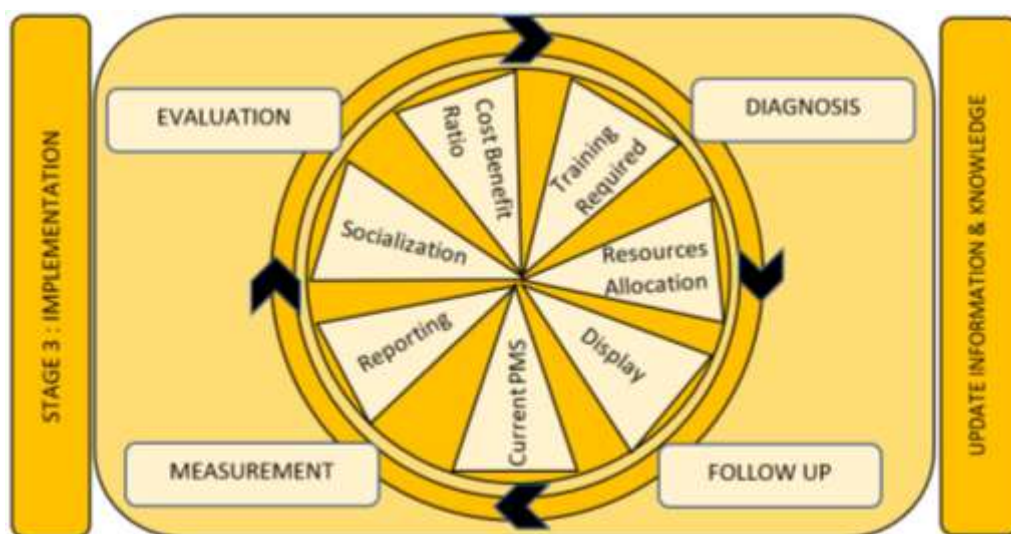 STAGE 3 : IMPLEMENTATION
EVALUATION
DIAGNOSIS
Cost Benefit
Ratio
Training
Required
Resources
Allocation
Display
Current PMS
Reporting
Socialization
MEASUREMENT
FOLLOW UP
UPDATE INFORMATION & KNOWLEDGE